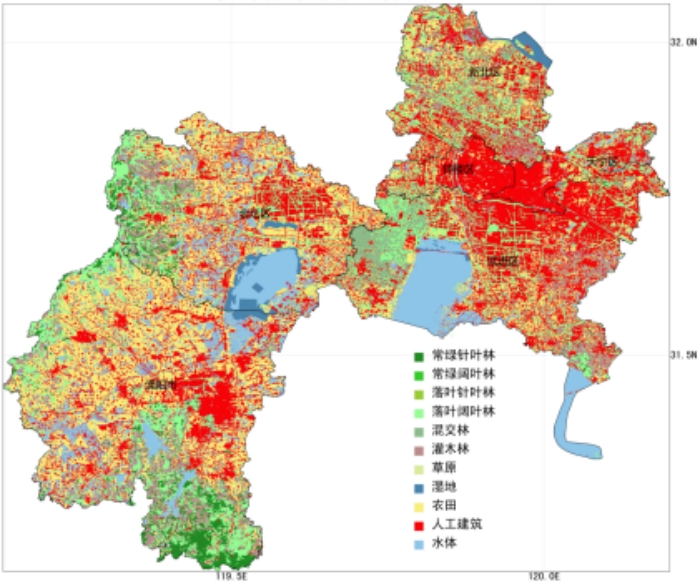 32.0N
新北区
天宁区
钟楼区
金坛区
武进区
31.5N
溧阳市
常绿针叶林
常绿阔叶林
落叶针叶林
落叶阔叶林
混交林
灌木林
草原
湿地
农田
人工建筑
水体
119.5E
120.0E